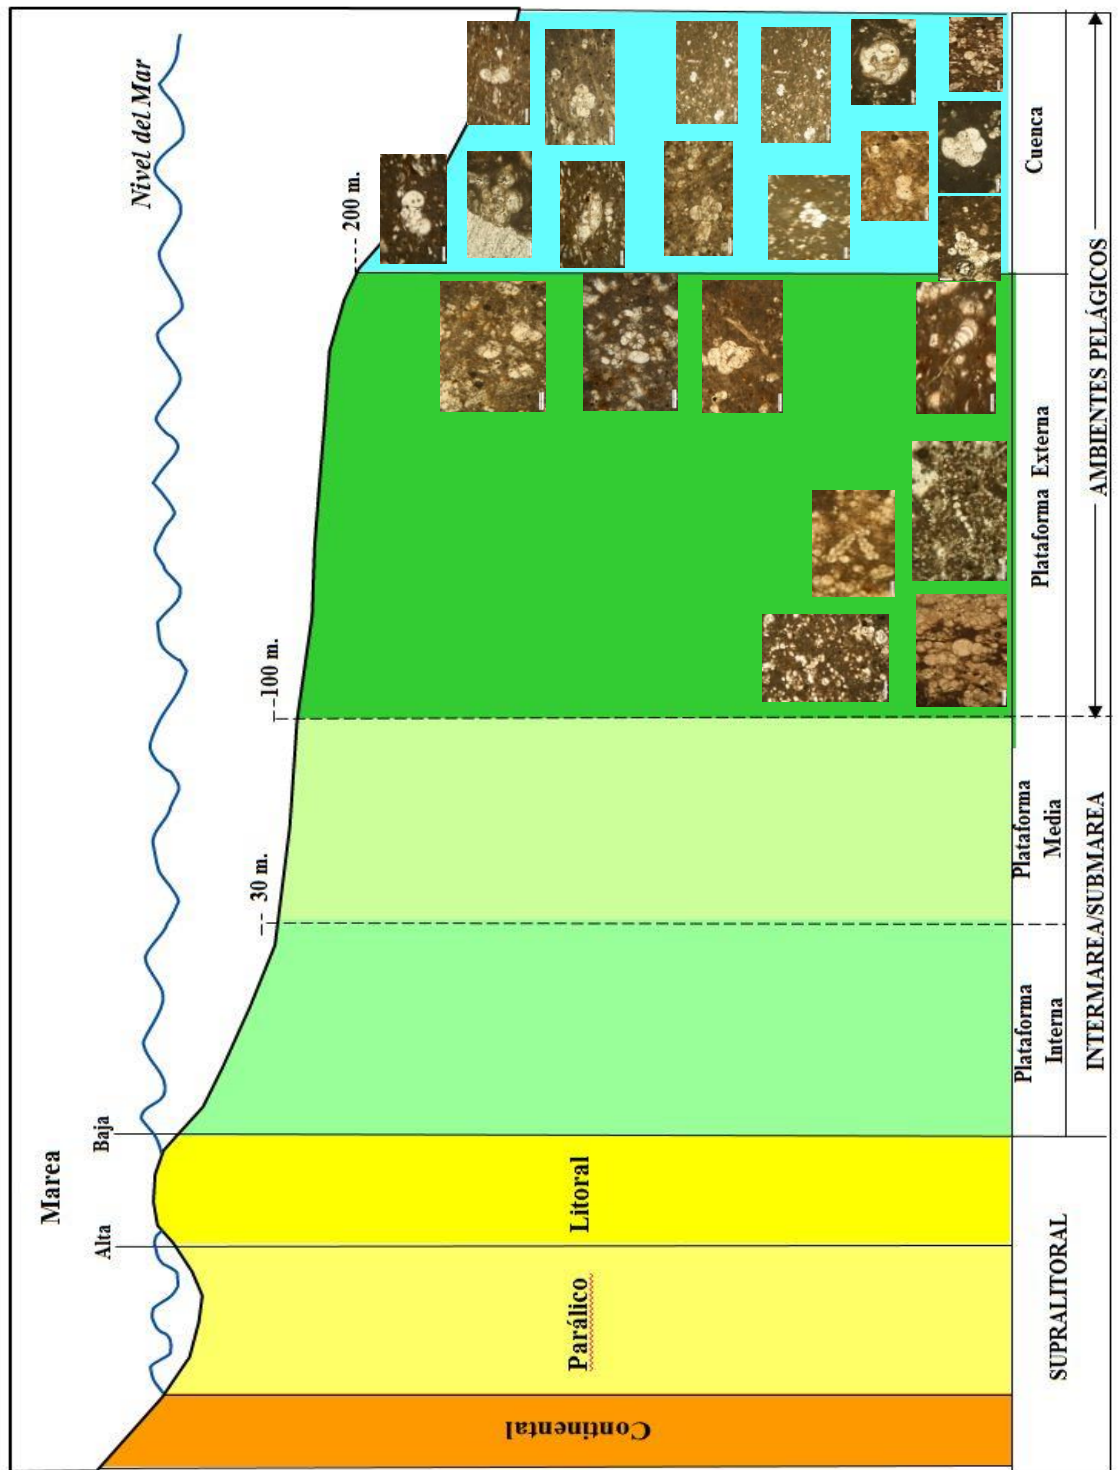 Marea
Alta
Baja
Nivel del Mar
-- 30 m.
--100 m.
--- 200 m.
Continental
Parálico
Litoral
Plataforma
Interna
Plataforma
Media
Plataforma Externa
Cuenca
SUPRALITORAL
INTERMAREA/SUBMAREA
AMBIENTES PELÁGICOS